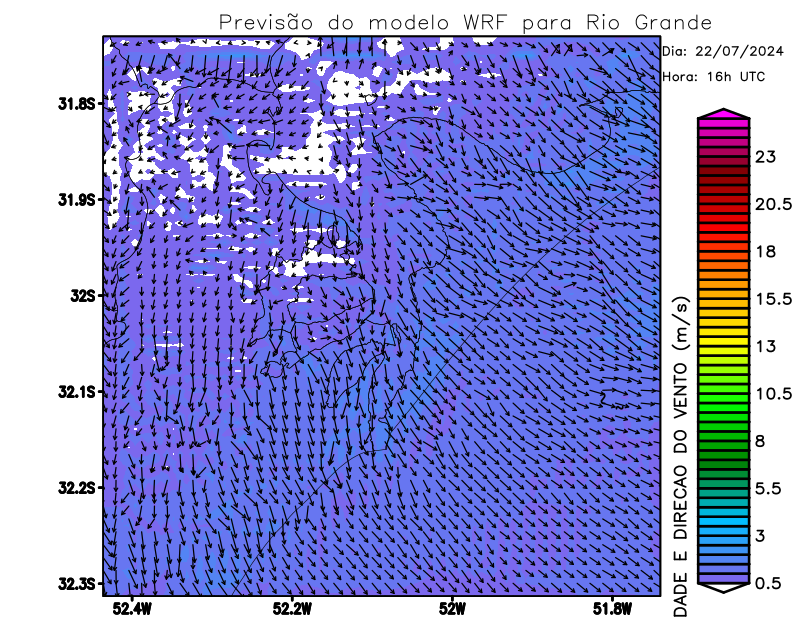 Previsão do modelo WRF para Rio Grande
Dia: 22/07/2024
Hora: 16h UTC
31.8S
31.9S
32S
32.1S
32.2S
32.3S
52.4W
52.2W
52W
51.8W
23
20.5
18
15.5
13
10.5
8
5.5
3
0.5
DADE E DIRECAO DO VENTO (m/s)